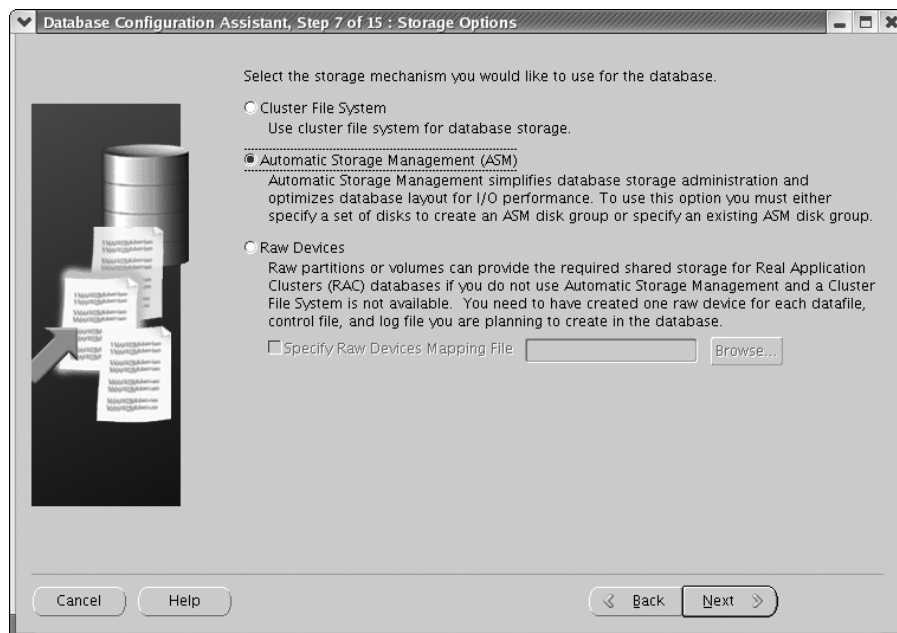 Database Configuration Assistant, Step 7 of 15 : Storage Options
Select the storage mechanism you would like to use for the database.
Cluster File System
Use cluster file system for database storage.
Automatic Storage Management (ASM)
Automatic Storage Management simplifies database storage administration and
optimizes database layout for I/O performance. To use this option you must either
specify a set of disks to create an ASM disk group or specify an existing ASM disk group.
Raw Devices
Raw partitions or volumes can provide the required shared storage for Real Application
Clusters (RAC) databases if you do not use Automatic Storage Management and a Cluster
File System is not available. You need to have created one raw device for each datafile,
control file, and log file you are planning to create in the database.
Specify Raw Devices Mapping File
Browse...
Cancel
Help
Back
Next